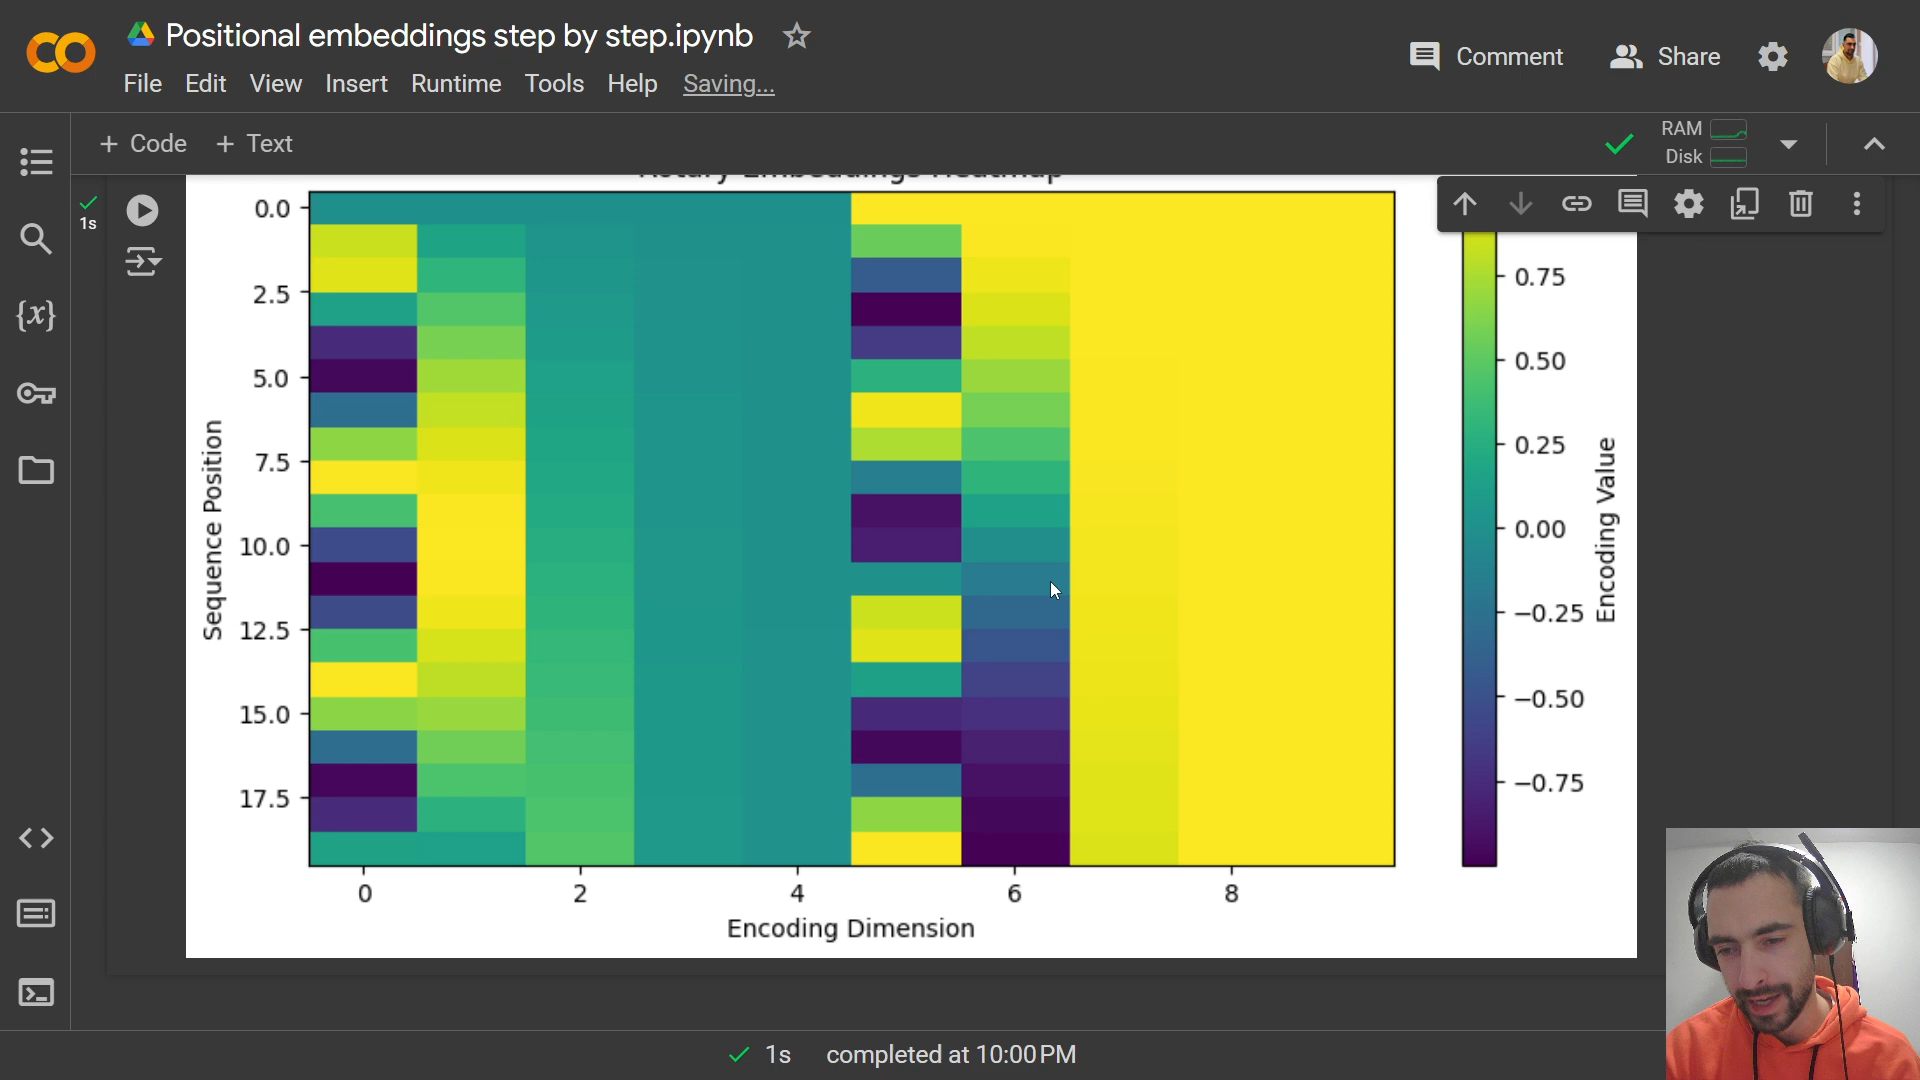 Positional embeddings step by step.ipynb
File Edit View Insert Runtime Tools Help Saving...
Comment Share
+ Code + Text
RAM
Disk
1s
Rotary Embeddings Heatmap
0.0
2.5
5.0
7.5
10.0
12.5
15.0
17.5
Sequence Position
0 2 4 6 8
Encoding Dimension
0.75
0.50
0.25
0.00
−0.25
−0.50
−0.75
Encoding Value
{x}
1s completed at 10:00 PM